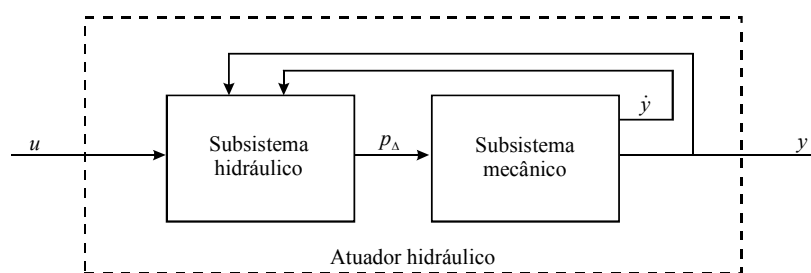 ẏ
Subsistema
hidráulico
Subsistema
mecânico
u
p_Δ
y
Atuador hidráulico